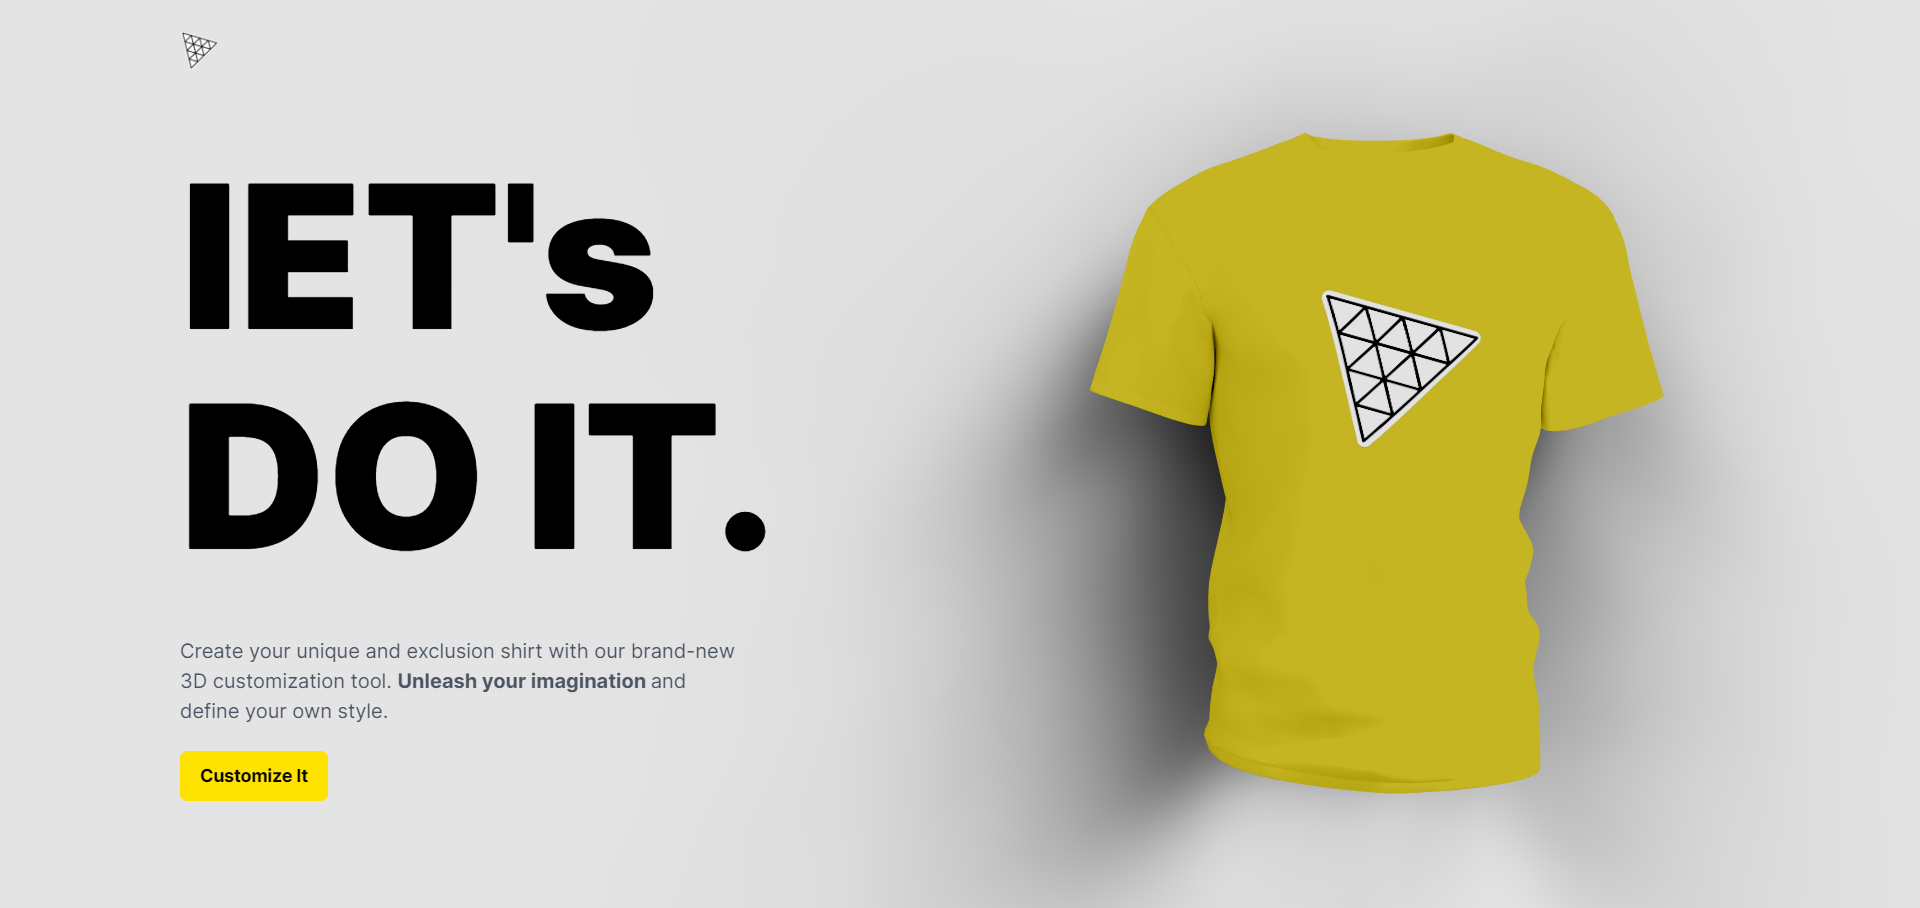 lET's
DO IT.
Create your unique and exclusion shirt with our brand-new
3D customization tool. Unleash your imagination and
define your own style.
Customize It